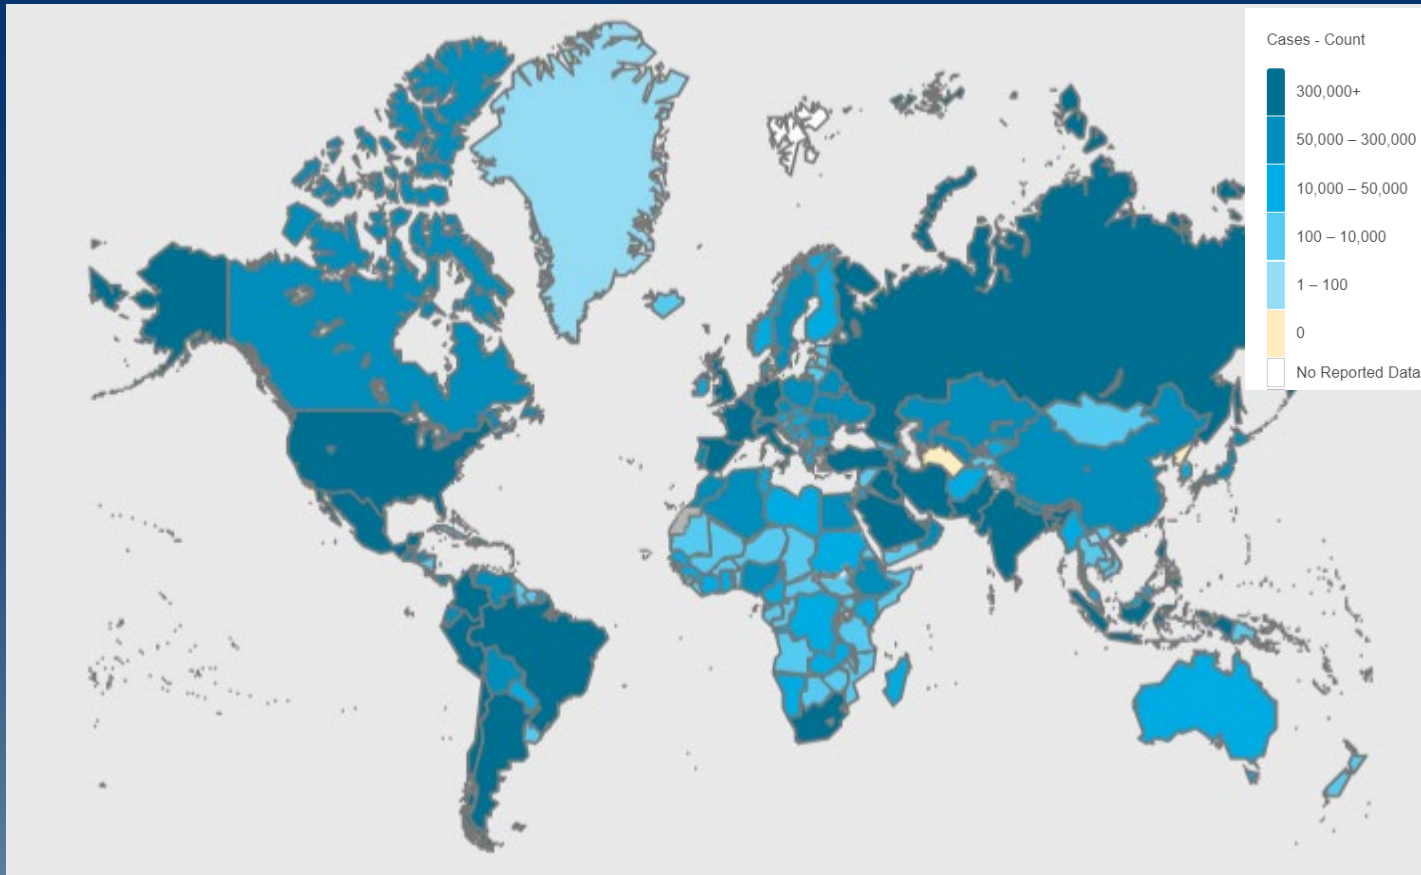 Cases - Count
300,000+
50,000 – 300,000
10,000 – 50,000
100 – 10,000
1 – 100
0
No Reported Data